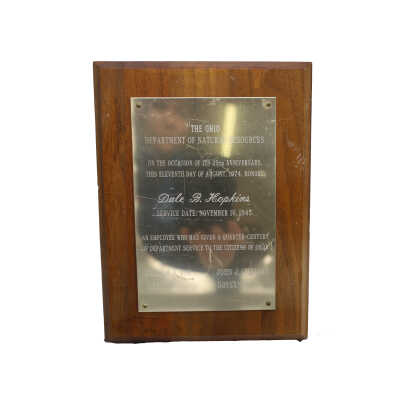 THE OHIO
DEPARTMENT OF NATURAL RESOURCES
ON THE OCCASION OF ITS 25TH ANNIVERSARY,
THIS ELEVENTH DAY OF AUGUST, 1974, HONORS
Dale B. Hopkins
SERVICE DATE: NOVEMBER 16, 1945
AN EMPLOYEE WHO HAS GIVEN A QUARTER-CENTURY
OF DEPARTMENT SERVICE TO THE CITIZENS OF OHIO
JOHN J.